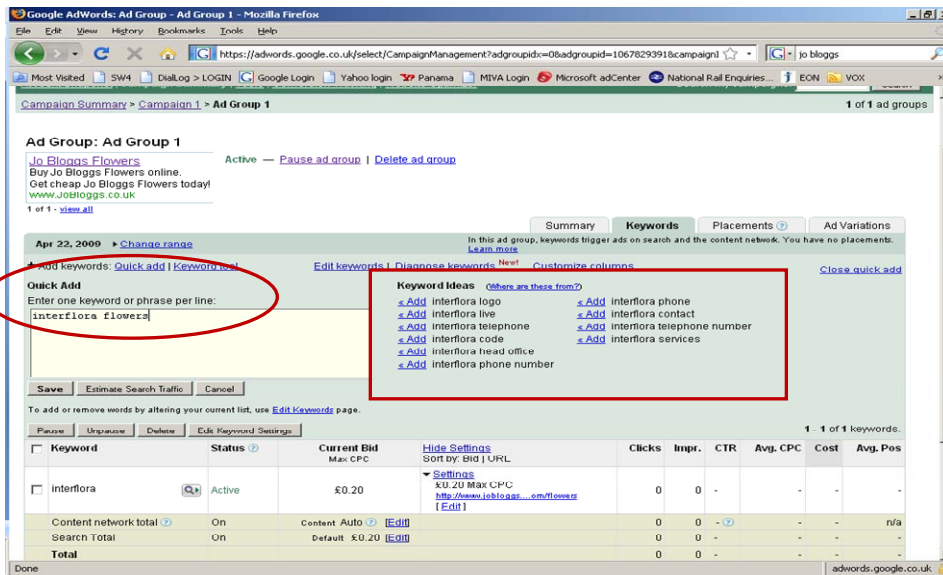 Google AdWords: Ad Group - Ad Group 1 - Mozilla Firefox
File Edit View History Bookmarks Tools Help
https://adwords.google.co.uk/select/CampaignManagement?adgroupidx=0&adgroupid=1067829391&campaignI jo bloggs
Most Visited SW4 DialLog > LOGIN Google Login Yahoo login Panama MIVA Login Microsoft adCenter National Rail Enquiries... EON VOX
Campaign Summary > Campaign 1 > Ad Group 1 1 of 1 ad groups
Ad Group: Ad Group 1
Jo Bloggs Flowers Active — Pause ad group | Delete ad group
Buy Jo Bloggs Flowers online.
Get cheap Jo Bloggs Flowers today!
www.JoBloggs.co.uk
1 of 1 - view all
Summary Keywords Placements Ad Variations
Apr 22, 2009 Change range In this ad group, keywords trigger ads on search and the content network. You have no placements.
Learn more
+ Add keywords: Quick add | Keyword tool Edit keywords | Diagnose keywords New! Customize columns Close quick add
Quick Add Keyword Ideas (Where are these from?)
Enter one keyword or phrase per line: « Add interflora logo « Add interflora phone
interflora flowers « Add interflora live « Add interflora contact
« Add interflora telephone « Add interflora telephone number
« Add interflora code « Add interflora services
« Add interflora head office
« Add interflora phone number
Save Estimate Search Traffic Cancel
To add or remove words by altering your current list, use Edit Keywords page.
Pause Unpause Delete Edit Keyword Settings 1 - 1 of 1 keywords.
Keyword Status Current Bid Hide Settings Clicks Impr. CTR Avg. CPC Cost Avg. Pos
Max CPC Sort by: Bid | URL
interflora Active £0.20 Settings 0 0 - - - -
£0.20 Max CPC
http://www.jobloggs....om/flowers
[ Edit ]
Content network total On Content Auto [Edit] 0 0 - - - n/a
Search Total On Default £0.20 [Edit] 0 0 - - - -
Total 0 0 - - - -
Done adwords.google.co.uk